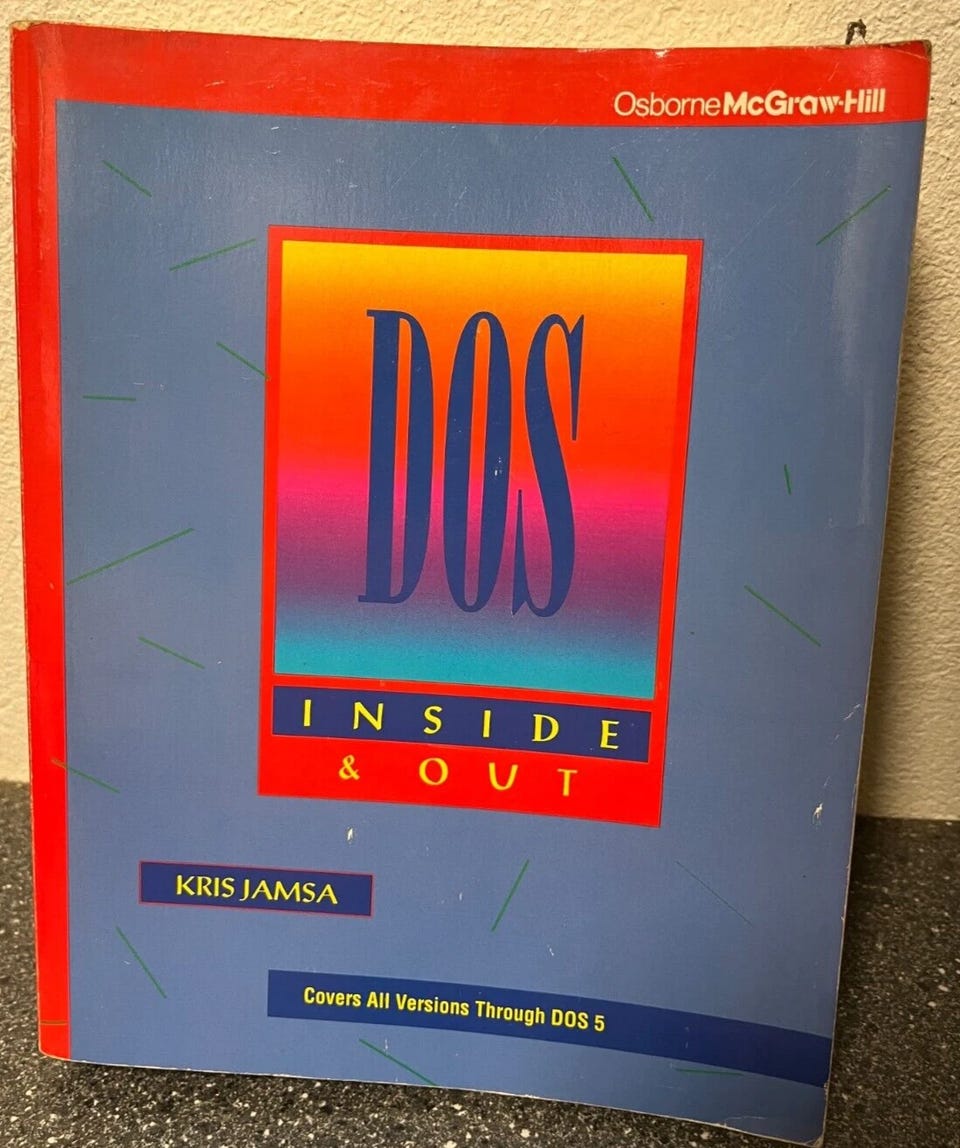 Osborne McGraw-Hill
DOS
INSIDE
& OUT
KRIS JAMSA
Covers All Versions Through DOS 5